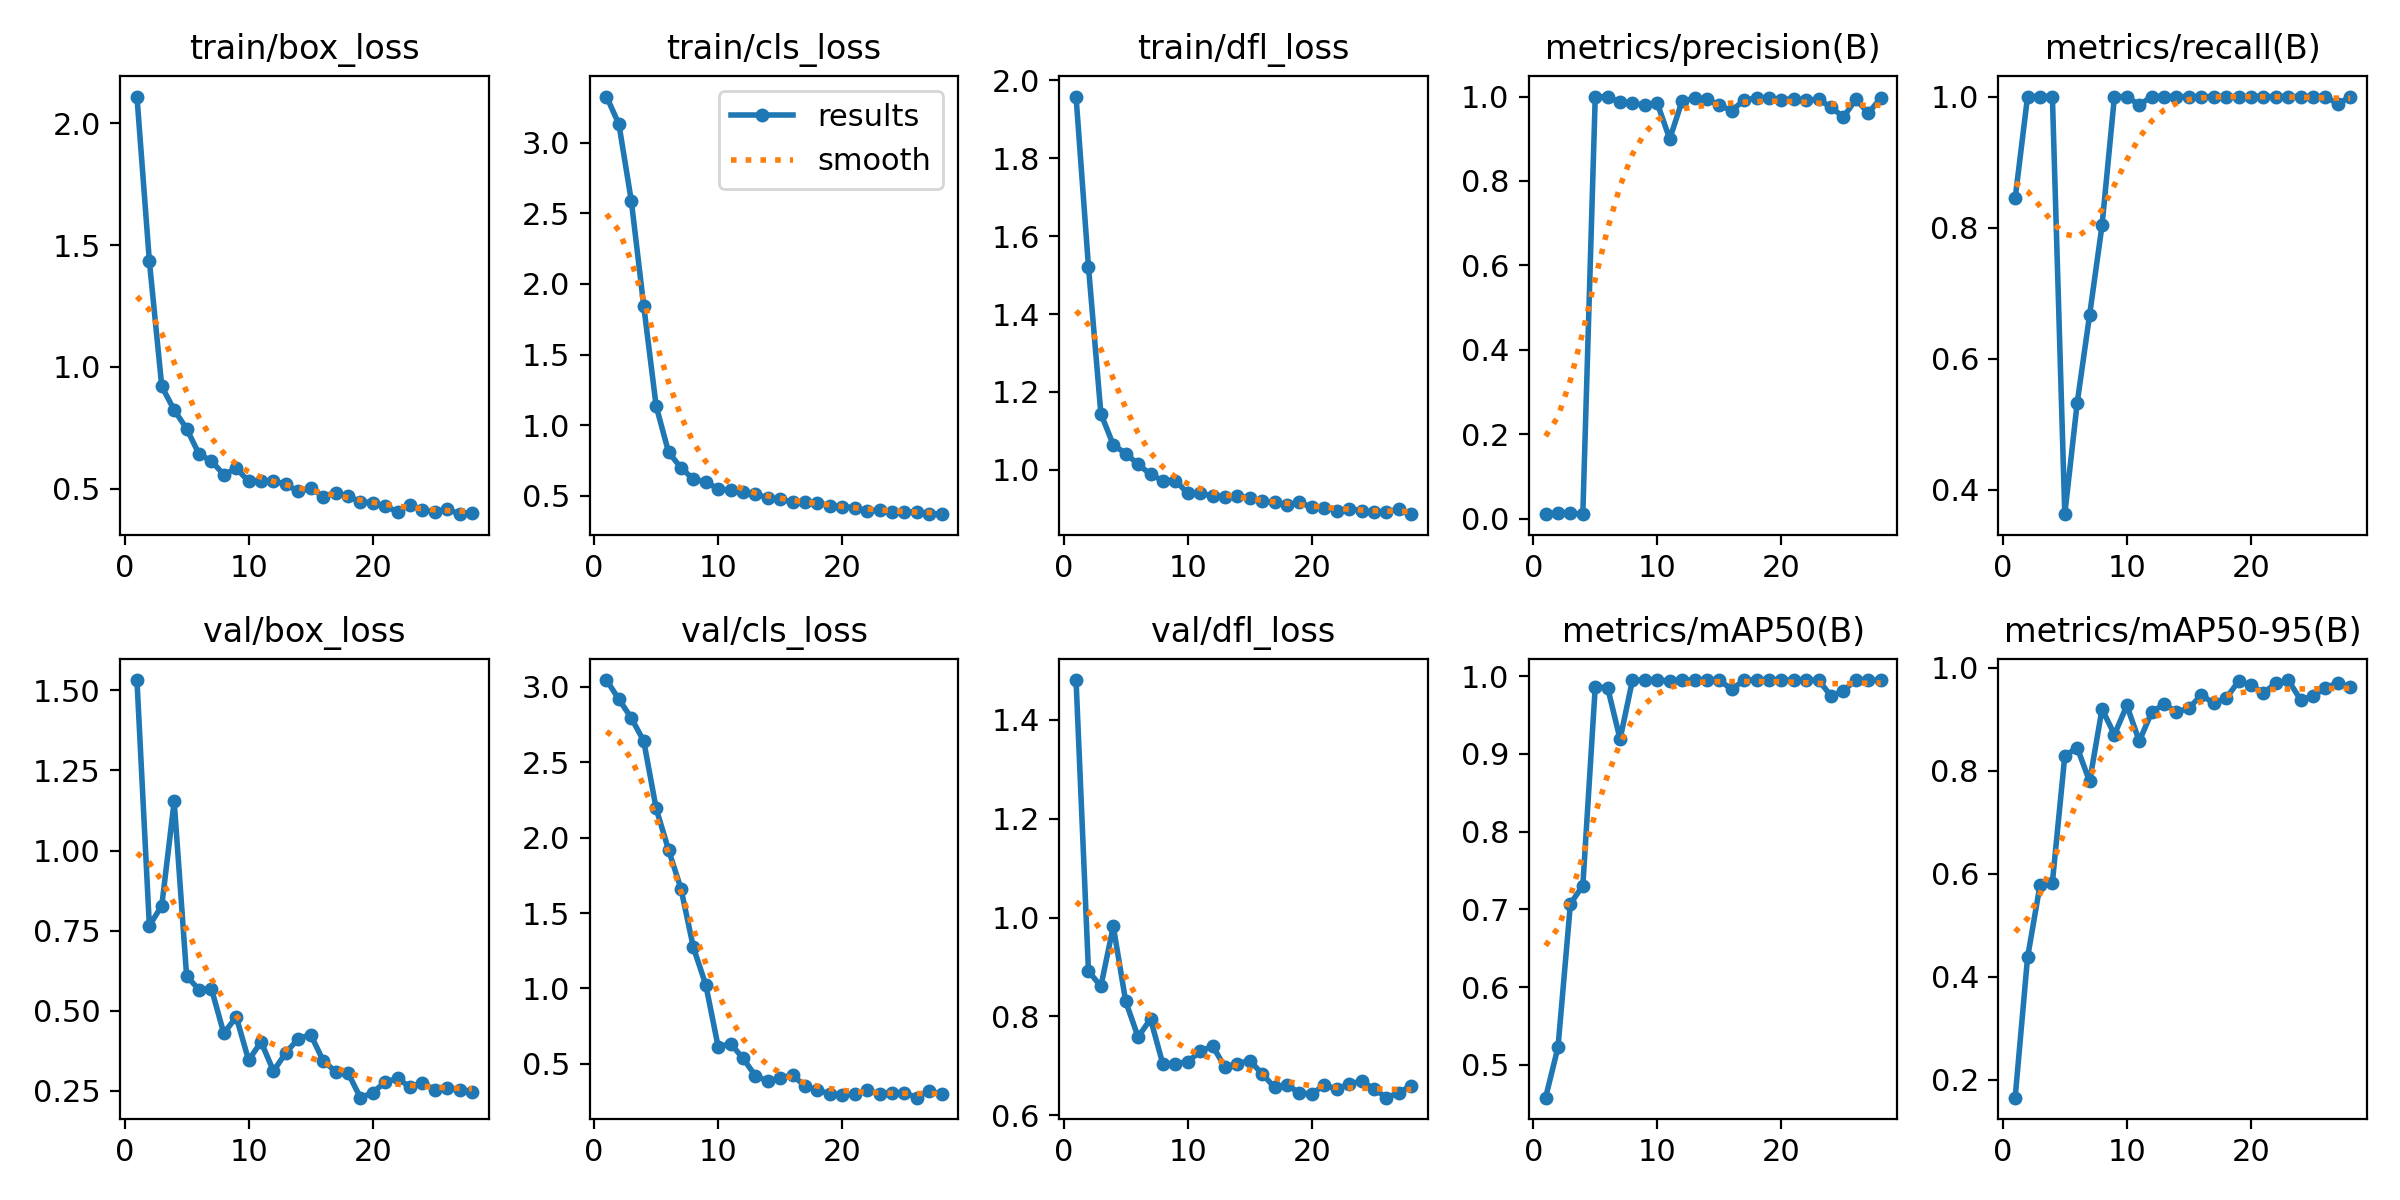 train/box_loss
2.0
1.5
1.0
0.5
0 10 20
train/cls_loss
results
smooth
3.0
2.5
2.0
1.5
1.0
0.5
0 10 20
train/dfl_loss
2.0
1.8
1.6
1.4
1.2
1.0
0 10 20
metrics/precision(B)
1.0
0.8
0.6
0.4
0.2
0.0
0 10 20
metrics/recall(B)
1.0
0.8
0.6
0.4
0 10 20
val/box_loss
1.50
1.25
1.00
0.75
0.50
0.25
0 10 20
val/cls_loss
3.0
2.5
2.0
1.5
1.0
0.5
0 10 20
val/dfl_loss
1.4
1.2
1.0
0.8
0.6
0 10 20
metrics/mAP50(B)
1.0
0.9
0.8
0.7
0.6
0.5
0 10 20
metrics/mAP50-95(B)
1.0
0.8
0.6
0.4
0.2
0 10 20